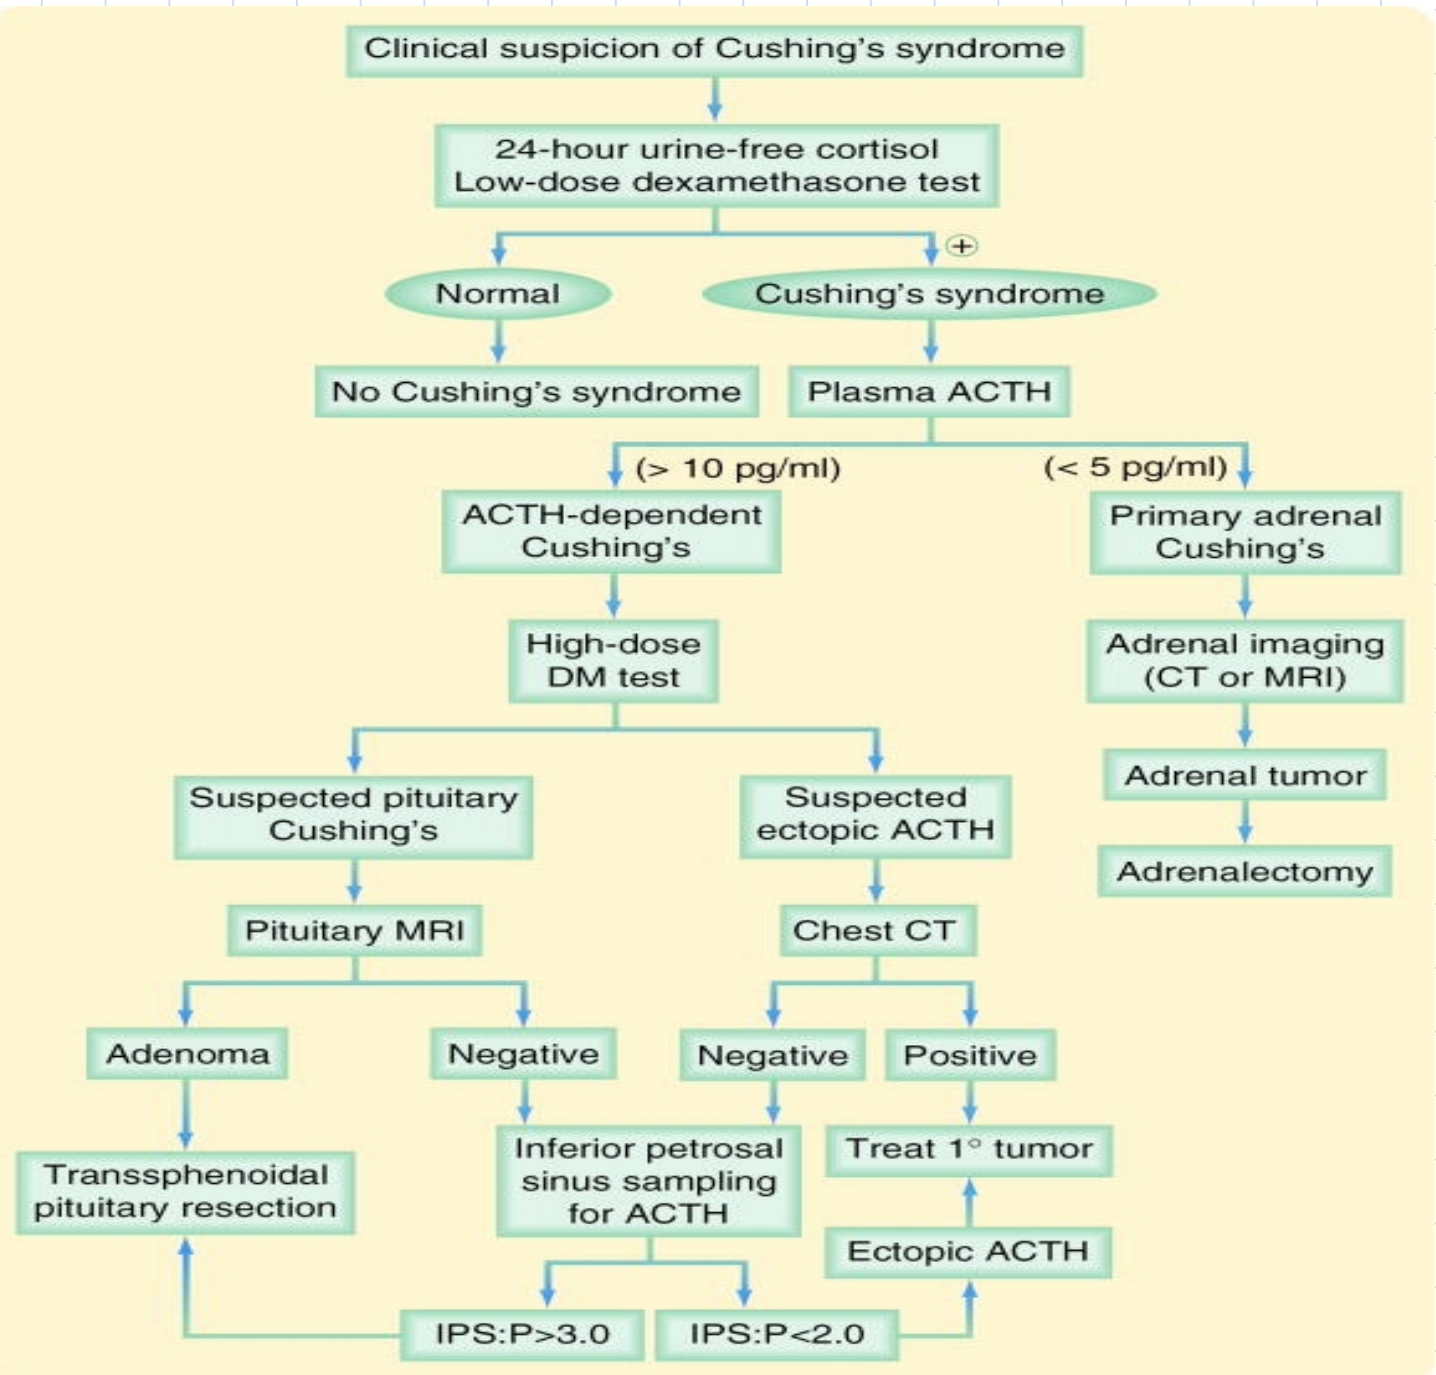 Clinical suspicion of Cushing's syndrome
24-hour urine-free cortisol
Low-dose dexamethasone test
+
Normal
Cushing's syndrome
No Cushing's syndrome
Plasma ACTH
(> 10 pg/ml)
(< 5 pg/ml)
ACTH-dependent
Cushing's
Primary adrenal
Cushing's
High-dose
DM test
Adrenal imaging
(CT or MRI)
Suspected pituitary
Cushing's
Suspected
ectopic ACTH
Adrenal tumor
Adrenalectomy
Pituitary MRI
Chest CT
Adenoma
Negative
Negative
Positive
Transsphenoidal
pituitary resection
Inferior petrosal
sinus sampling
for ACTH
Treat 1° tumor
Ectopic ACTH
IPS:P>3.0
IPS:P<2.0